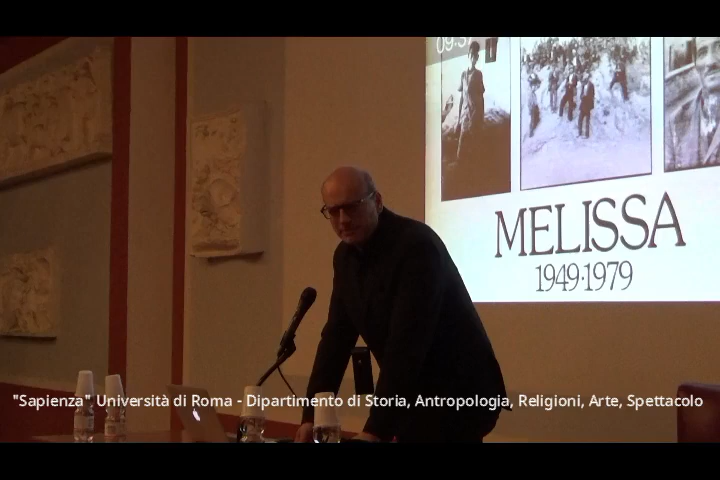 MELISSA
1949·1979
"Sapienza" Università di Roma - Dipartimento di Storia, Antropologia, Religioni, Arte, Spettacolo